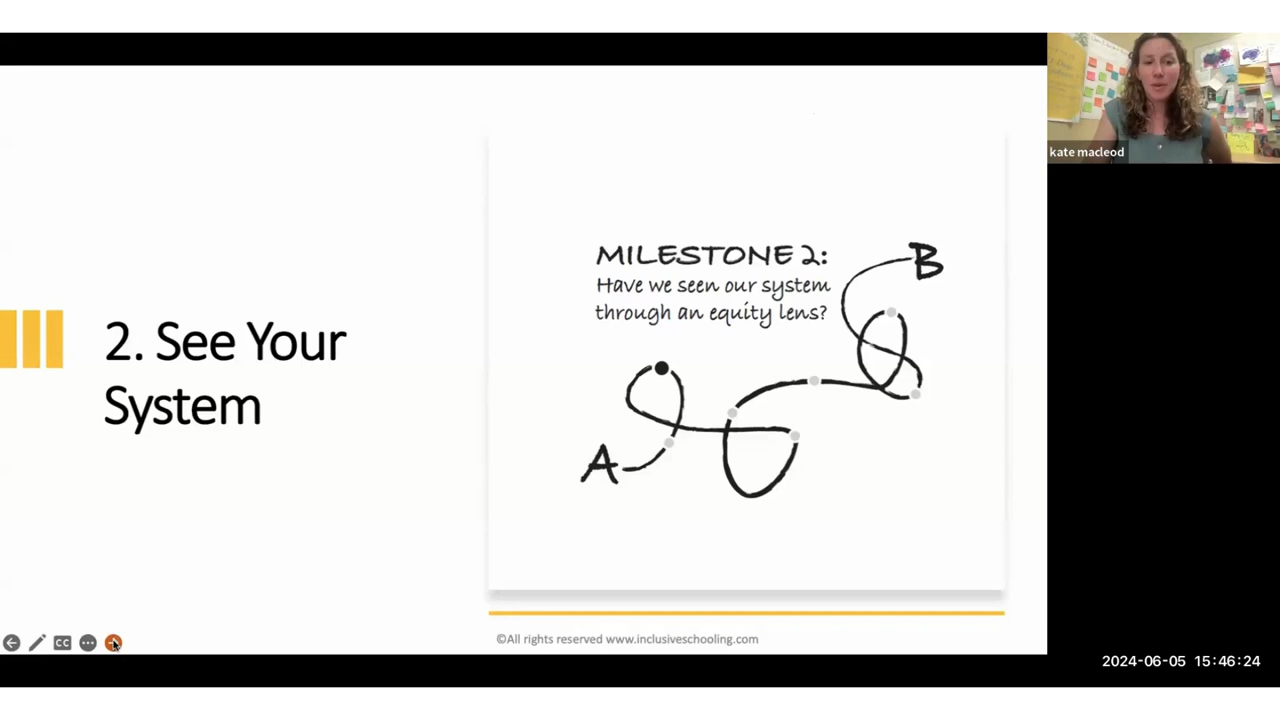 2. See Your
System
MILESTONE 2:
Have we seen our system
through an equity lens?
B
A
©All rights reserved www.inclusiveschooling.com
CC
kate macleod
2024-06-05 15:46:24